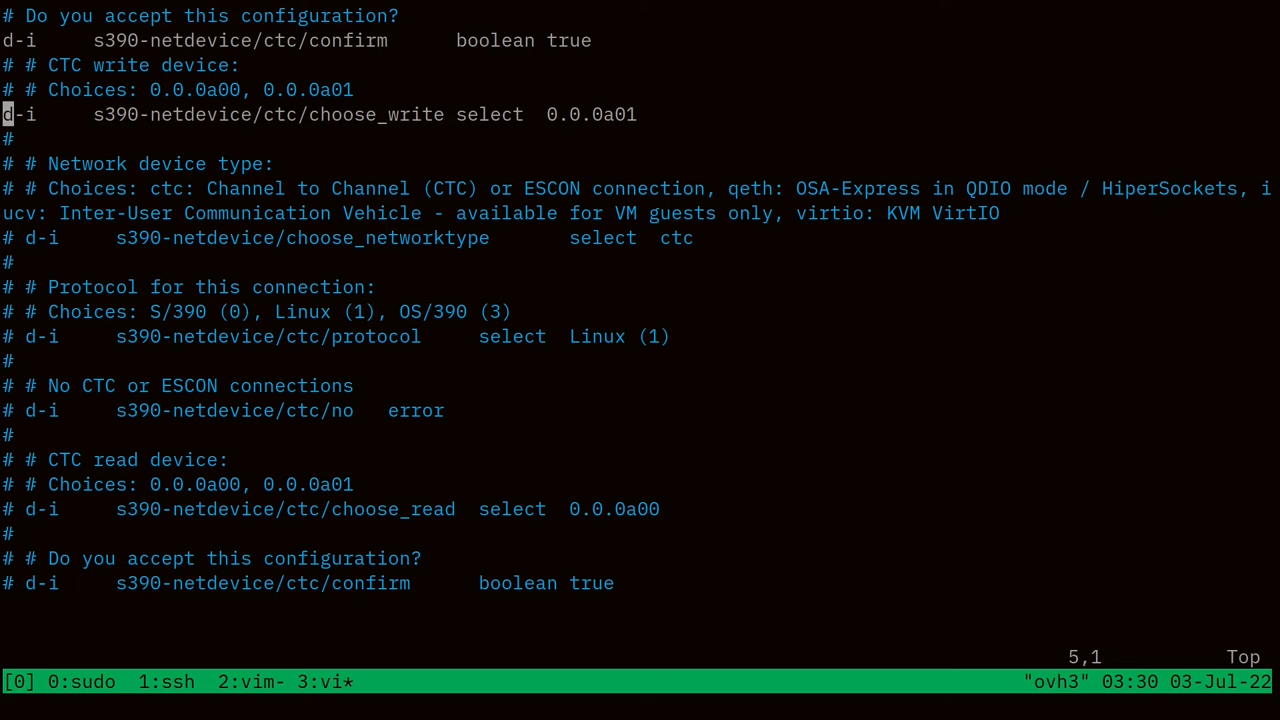 # Do you accept this configuration?
d-i     s390-netdevice/ctc/confirm      boolean true
# # CTC write device:
# # Choices: 0.0.0a00, 0.0.0a01
d-i     s390-netdevice/ctc/choose_write select  0.0.0a01
#
# # Network device type:
# # Choices: ctc: Channel to Channel (CTC) or ESCON connection, qeth: OSA-Express in QDIO mode / HiperSockets, i
ucv: Inter-User Communication Vehicle - available for VM guests only, virtio: KVM VirtIO
# d-i     s390-netdevice/choose_networktype       select  ctc
#
# # Protocol for this connection:
# # Choices: S/390 (0), Linux (1), OS/390 (3)
# d-i     s390-netdevice/ctc/protocol     select  Linux (1)
#
# # No CTC or ESCON connections
# d-i     s390-netdevice/ctc/no   error
#
# # CTC read device:
# # Choices: 0.0.0a00, 0.0.0a01
# d-i     s390-netdevice/ctc/choose_read  select  0.0.0a00
#
# # Do you accept this configuration?
# d-i     s390-netdevice/ctc/confirm      boolean true
5,1           Top
[0] 0:sudo  1:ssh  2:vim- 3:vi*    "ovh3" 03:30 03-Jul-22